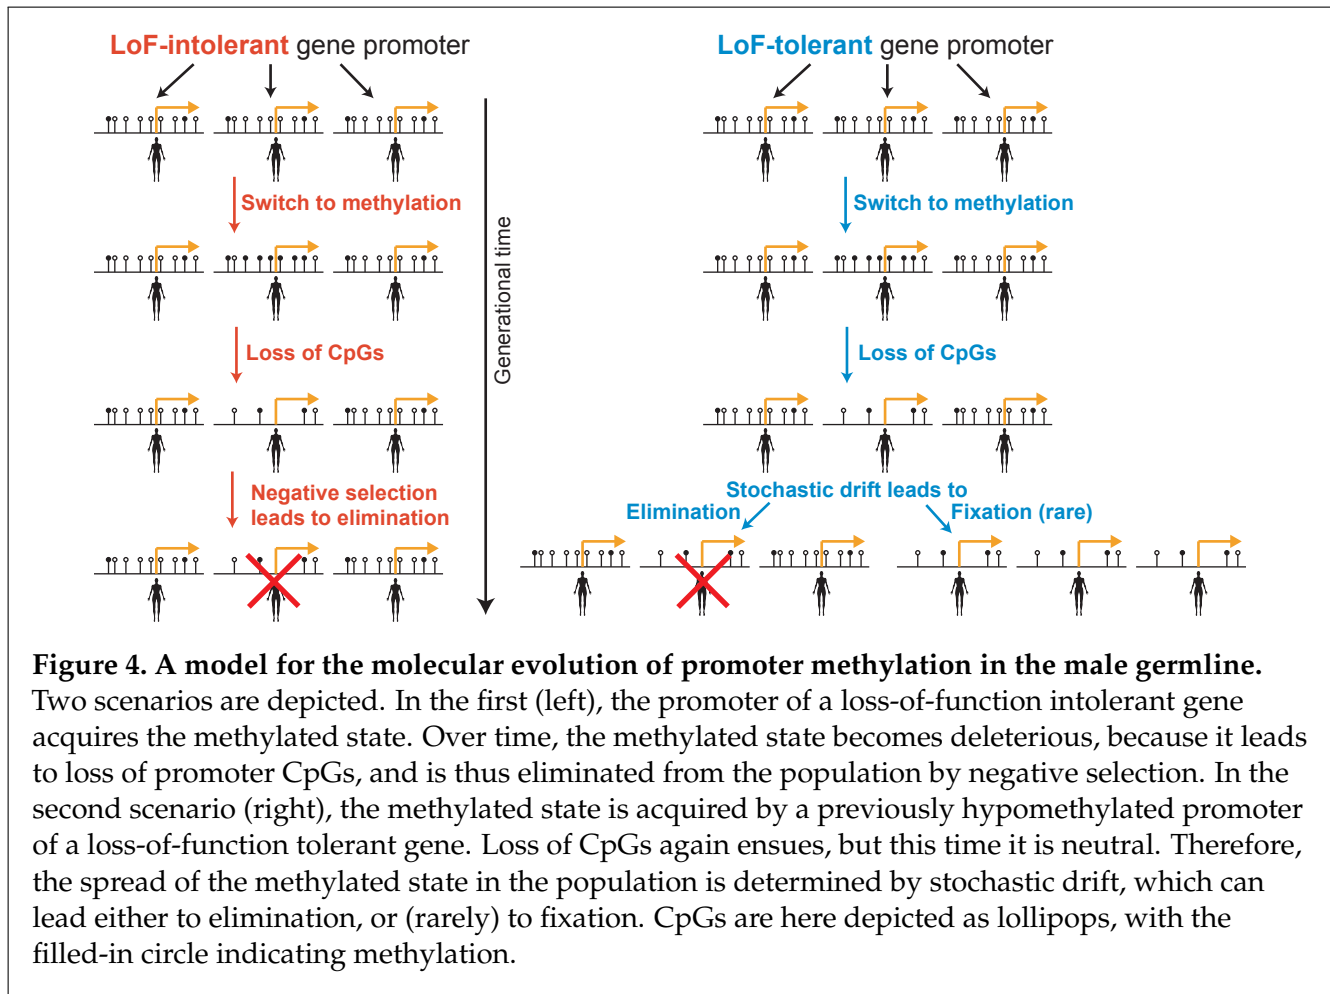 LoF-intolerant gene promoter
LoF-tolerant gene promoter
Switch to methylation
Switch to methylation
Generational time
Loss of CpGs
Loss of CpGs
Negative selection
leads to elimination
Stochastic drift leads to
Elimination
Fixation (rare)
Figure 4. A model for the molecular evolution of promoter methylation in the male germline.
Two scenarios are depicted. In the first (left), the promoter of a loss-of-function intolerant gene
acquires the methylated state. Over time, the methylated state becomes deleterious, because it leads
to loss of promoter CpGs, and is thus eliminated from the population by negative selection. In the
second scenario (right), the methylated state is acquired by a previously hypomethylated promoter
of a loss-of-function tolerant gene. Loss of CpGs again ensues, but this time it is neutral. Therefore,
the spread of the methylated state in the population is determined by stochastic drift, which can
lead either to elimination, or (rarely) to fixation. CpGs are here depicted as lollipops, with the
filled-in circle indicating methylation.